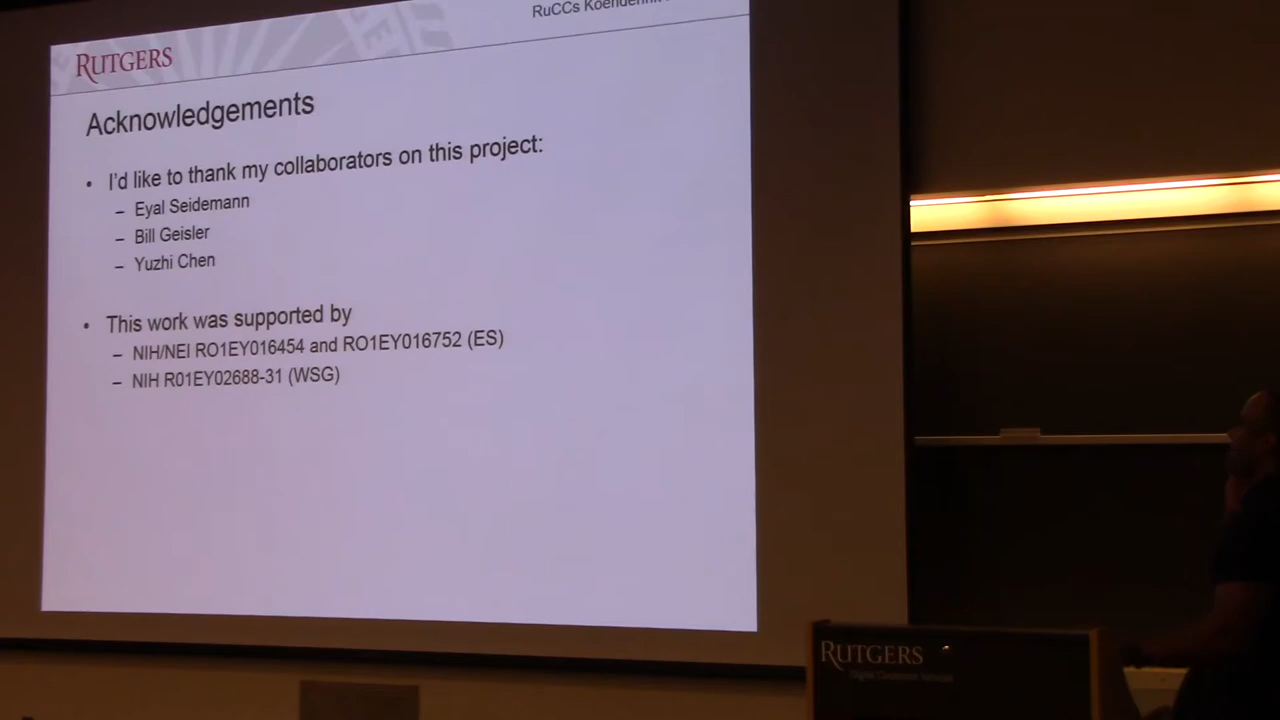 RuCCs Koenderink
RUTGERS
Acknowledgements
• I'd like to thank my collaborators on this project:
– Eyal Seidemann
– Bill Geisler
– Yuzhi Chen
• This work was supported by
– NIH/NEI RO1EY016454 and RO1EY016752 (ES)
– NIH R01EY02688-31 (WSG)
RUTGERS